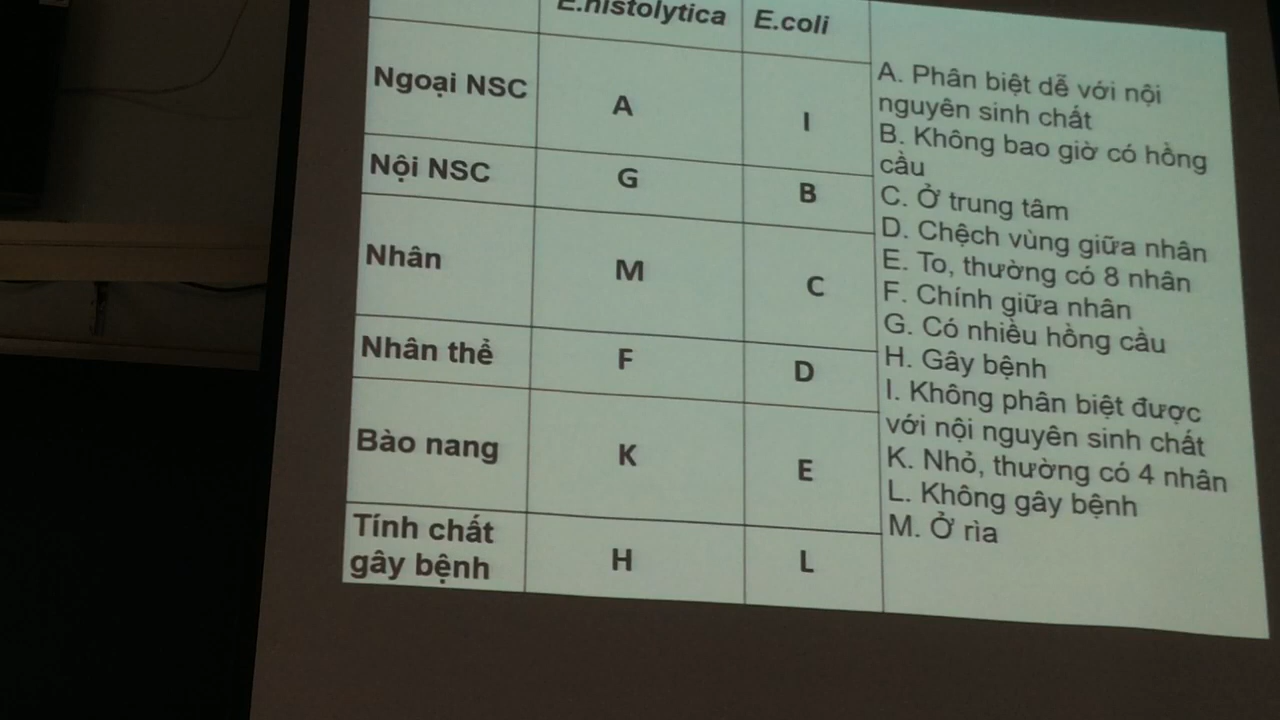 E.histolytica E.coli
Ngoại NSC A I
Nội NSC G B
Nhân M C
Nhân thể F D
Bào nang K E
Tính chất
gây bệnh H L
A. Phân biệt dễ với nội
nguyên sinh chất
B. Không bao giờ có hồng
cầu
C. Ở trung tâm
D. Chệch vùng giữa nhân
E. To, thường có 8 nhân
F. Chính giữa nhân
G. Có nhiều hồng cầu
H. Gây bệnh
I. Không phân biệt được
với nội nguyên sinh chất
K. Nhỏ, thường có 4 nhân
L. Không gây bệnh
M. Ở rìa